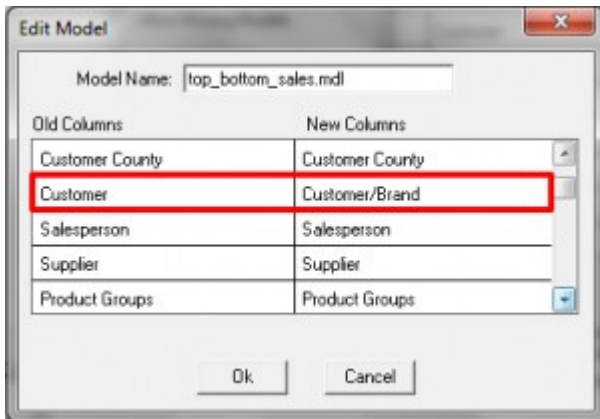 Edit Model
Model Name: top_bottom_sales.mdl
Old Columns New Columns
Customer County Customer County
Customer Customer/Brand
Salesperson Salesperson
Supplier Supplier
Product Groups Product Groups
Ok Cancel